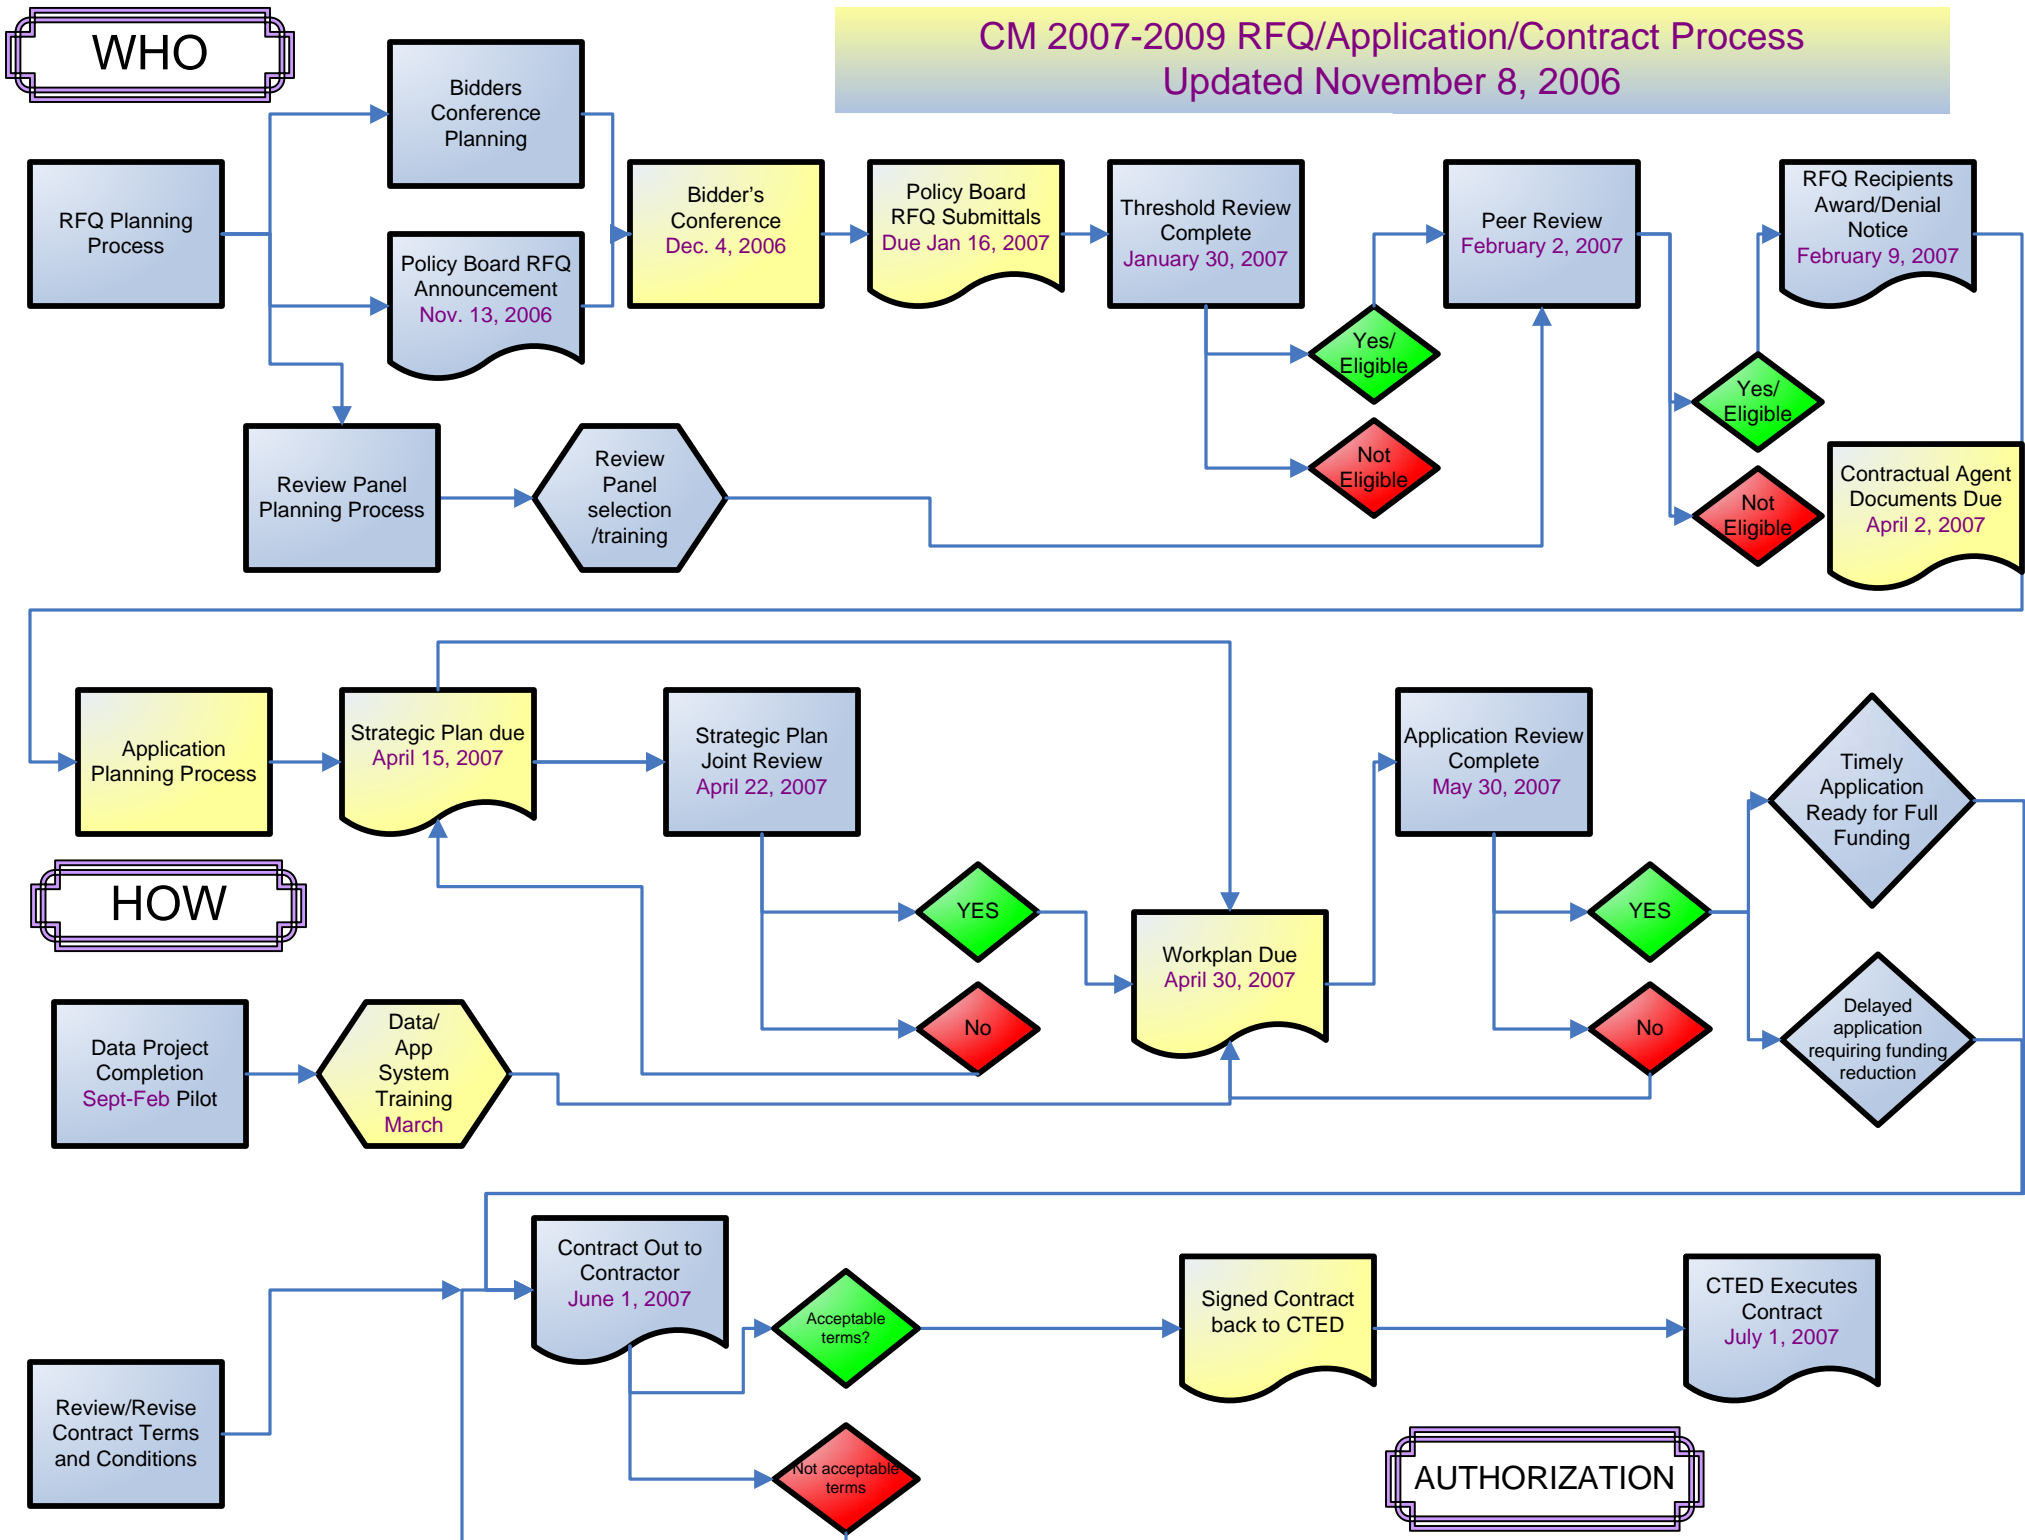 WHO
CM 2007-2009 RFQ/Application/Contract Process
Updated November 8, 2006
Bidders
Conference
Planning
RFQ Planning
Process
Policy Board RFQ
Announcement
Nov. 13, 2006
Bidder's
Conference
Dec. 4, 2006
Policy Board
RFQ Submittals
Due Jan 16, 2007
Threshold Review
Complete
January 30, 2007
Yes/
Eligible
Not
Eligible
Peer Review
February 2, 2007
RFQ Recipients
Award/Denial
Notice
February 9, 2007
Yes/
Eligible
Not
Eligible
Contractual Agent
Documents Due
April 2, 2007
Review Panel
Planning Process
Review
Panel
selection
/training
Application
Planning Process
Strategic Plan due
April 15, 2007
Strategic Plan
Joint Review
April 22, 2007
YES
No
Workplan Due
April 30, 2007
Application Review
Complete
May 30, 2007
YES
No
Timely
Application
Ready for Full
Funding
Delayed
application
requiring funding
reduction
HOW
Data Project
Completion
Sept-Feb Pilot
Data/
App
System
Training
March
Contract Out to
Contractor
June 1, 2007
Acceptable
terms?
Not acceptable
terms
Signed Contract
back to CTED
CTED Executes
Contract
July 1, 2007
Review/Revise
Contract Terms
and Conditions
AUTHORIZATION